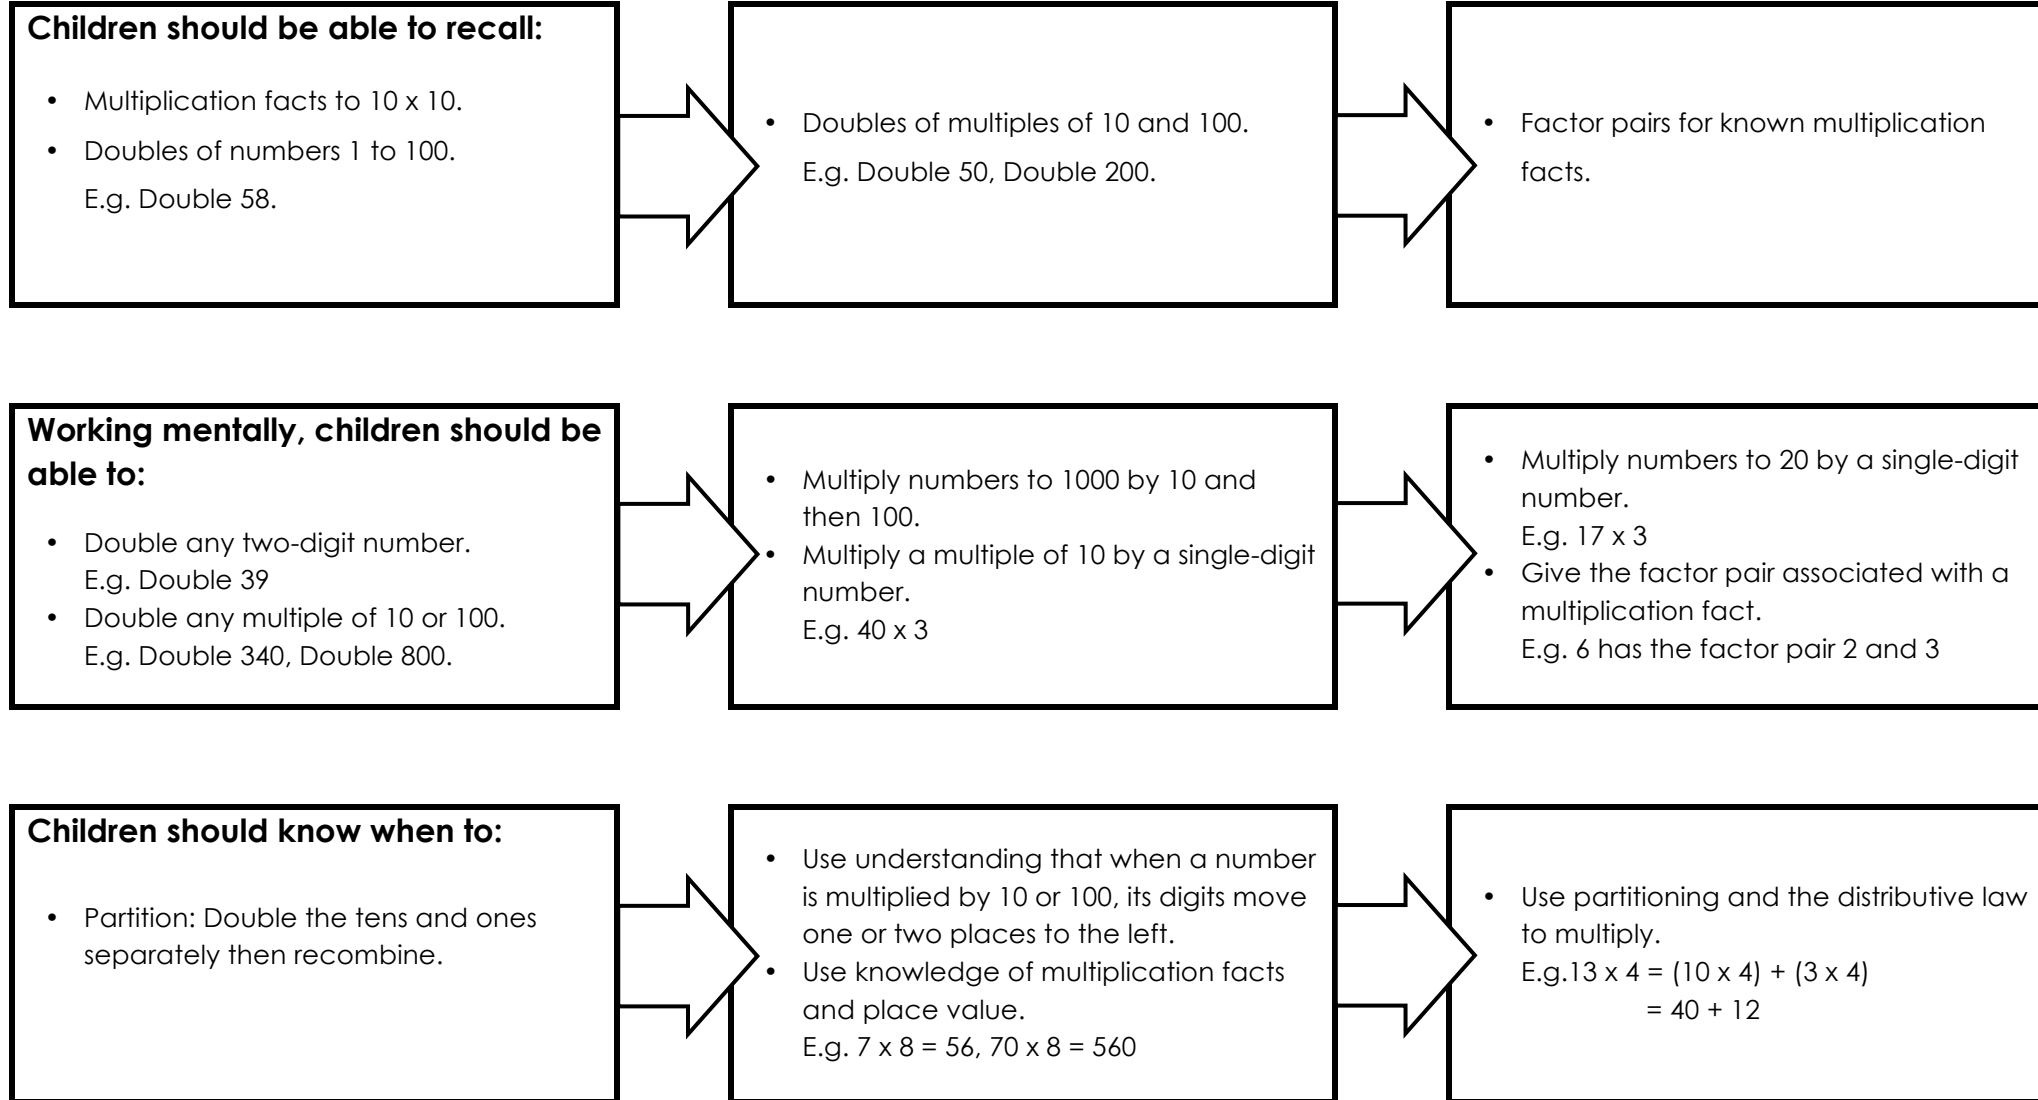 Children should be able to recall:
• Multiplication facts to 10 x 10.
• Doubles of numbers 1 to 100.
E.g. Double 58.
• Doubles of multiples of 10 and 100.
E.g. Double 50, Double 200.
• Factor pairs for known multiplication
facts.
Working mentally, children should be
able to:
• Double any two-digit number.
E.g. Double 39
• Double any multiple of 10 or 100.
E.g. Double 340, Double 800.
• Multiply numbers to 1000 by 10 and
then 100.
• Multiply a multiple of 10 by a single-digit
number.
E.g. 40 x 3
• Multiply numbers to 20 by a single-digit
number.
E.g. 17 x 3
• Give the factor pair associated with a
multiplication fact.
E.g. 6 has the factor pair 2 and 3
Children should know when to:
• Partition: Double the tens and ones
separately then recombine.
• Use understanding that when a number
is multiplied by 10 or 100, its digits move
one or two places to the left.
• Use knowledge of multiplication facts
and place value.
E.g. 7 x 8 = 56, 70 x 8 = 560
• Use partitioning and the distributive law
to multiply.
E.g.13 x 4 = (10 x 4) + (3 x 4)
= 40 + 12